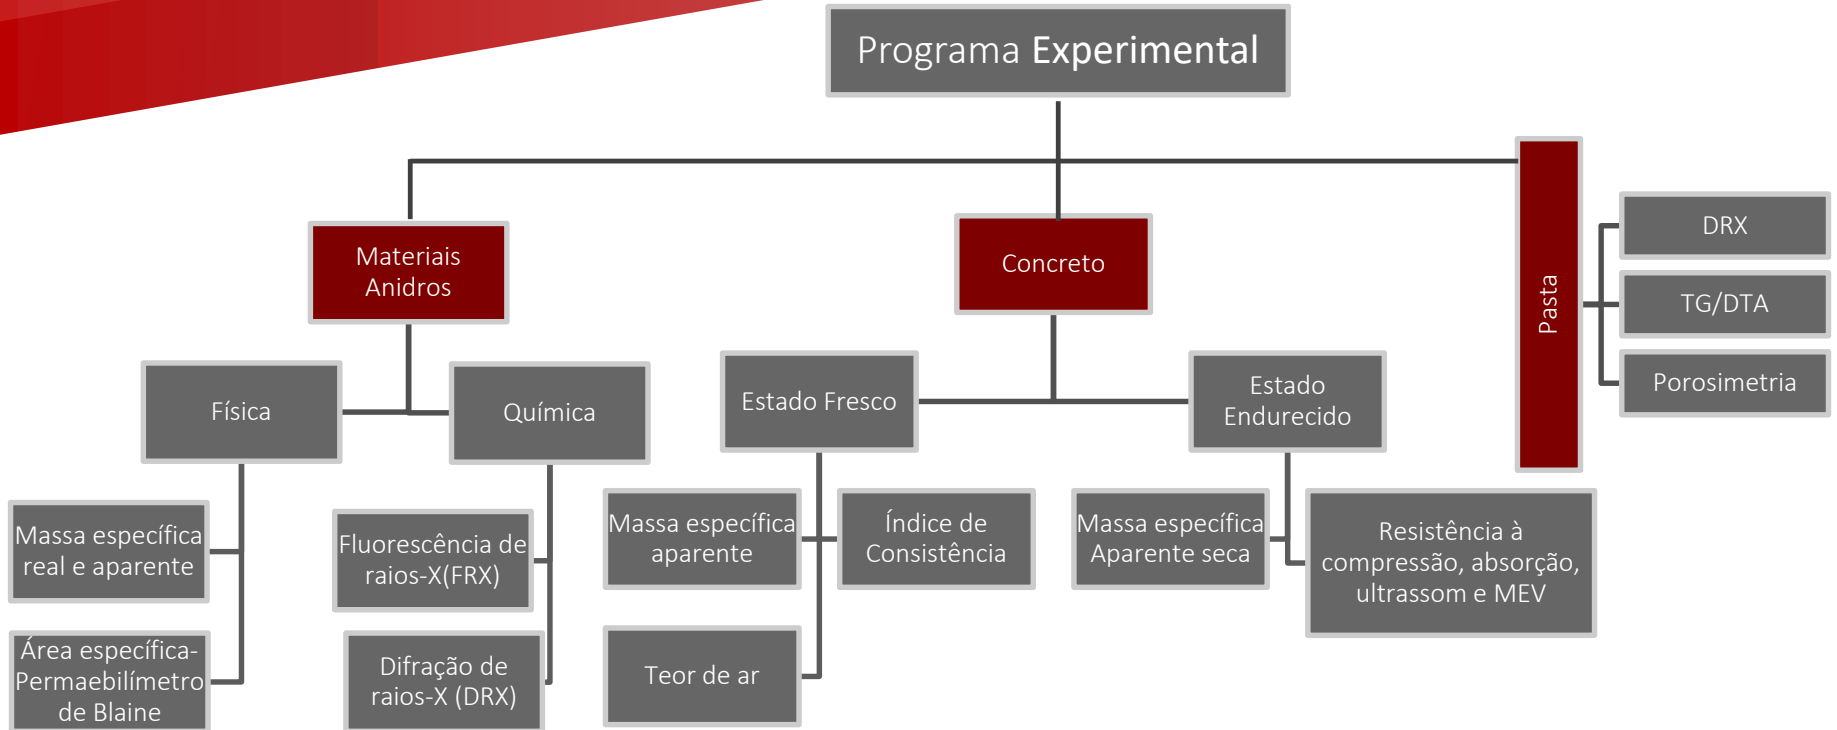 Programa Experimental
Materiais
Anidros
Física
Massa específica
real e aparente
Área específica-
Permaebilímetro
de Blaine
Química
Fluorescência de
raios-X(FRX)
Difração de
raios-X (DRX)
Concreto
Estado Fresco
Massa específica
aparente
Índice de
Consistência
Teor de ar
Estado
Endurecido
Massa específica
Aparente seca
Resistência à
compressão, absorção,
ultrassom e MEV
Pasta
DRX
TG/DTA
Porosimetria